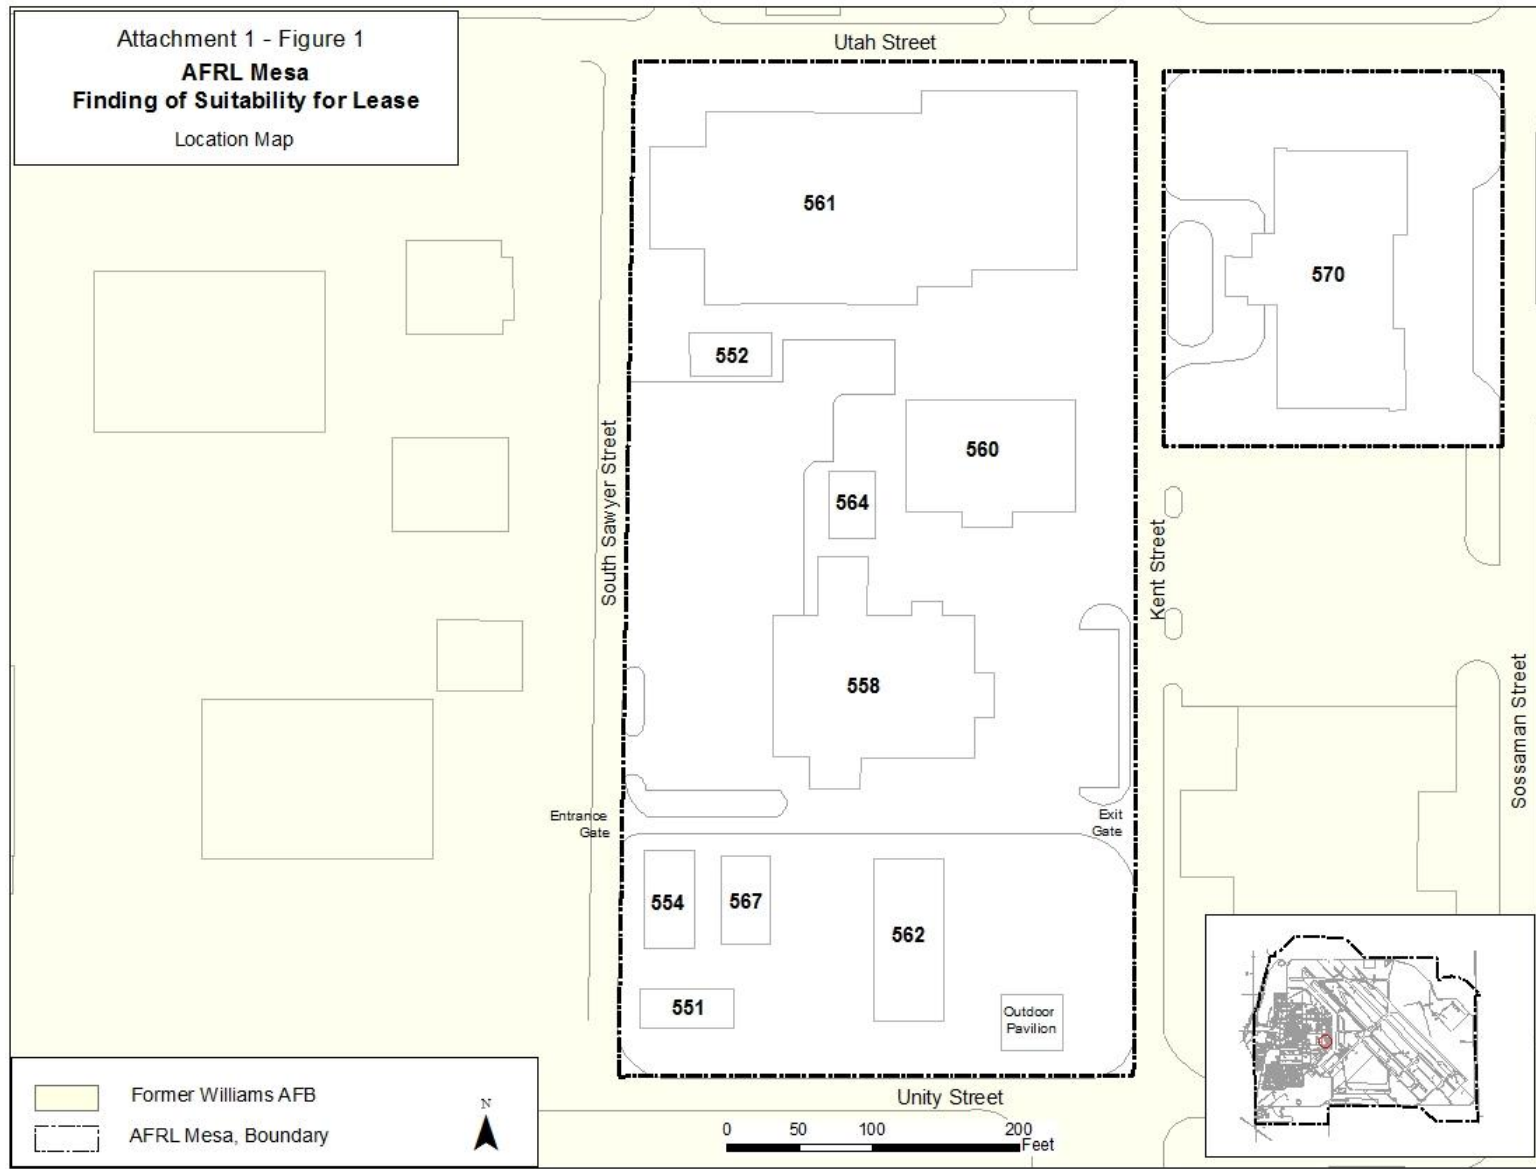 Attachment 1 - Figure 1
AFRL Mesa
Finding of Suitability for Lease
Location Map
Utah Street
561
570
552
560
564
South Sawyer Street
Kent Street
558
Sossaman Street
Entrance
Gate
Exit
Gate
554
567
562
551
Outdoor
Pavilion
Unity Street
Former Williams AFB
AFRL Mesa, Boundary
N
0 50 100 200
Feet